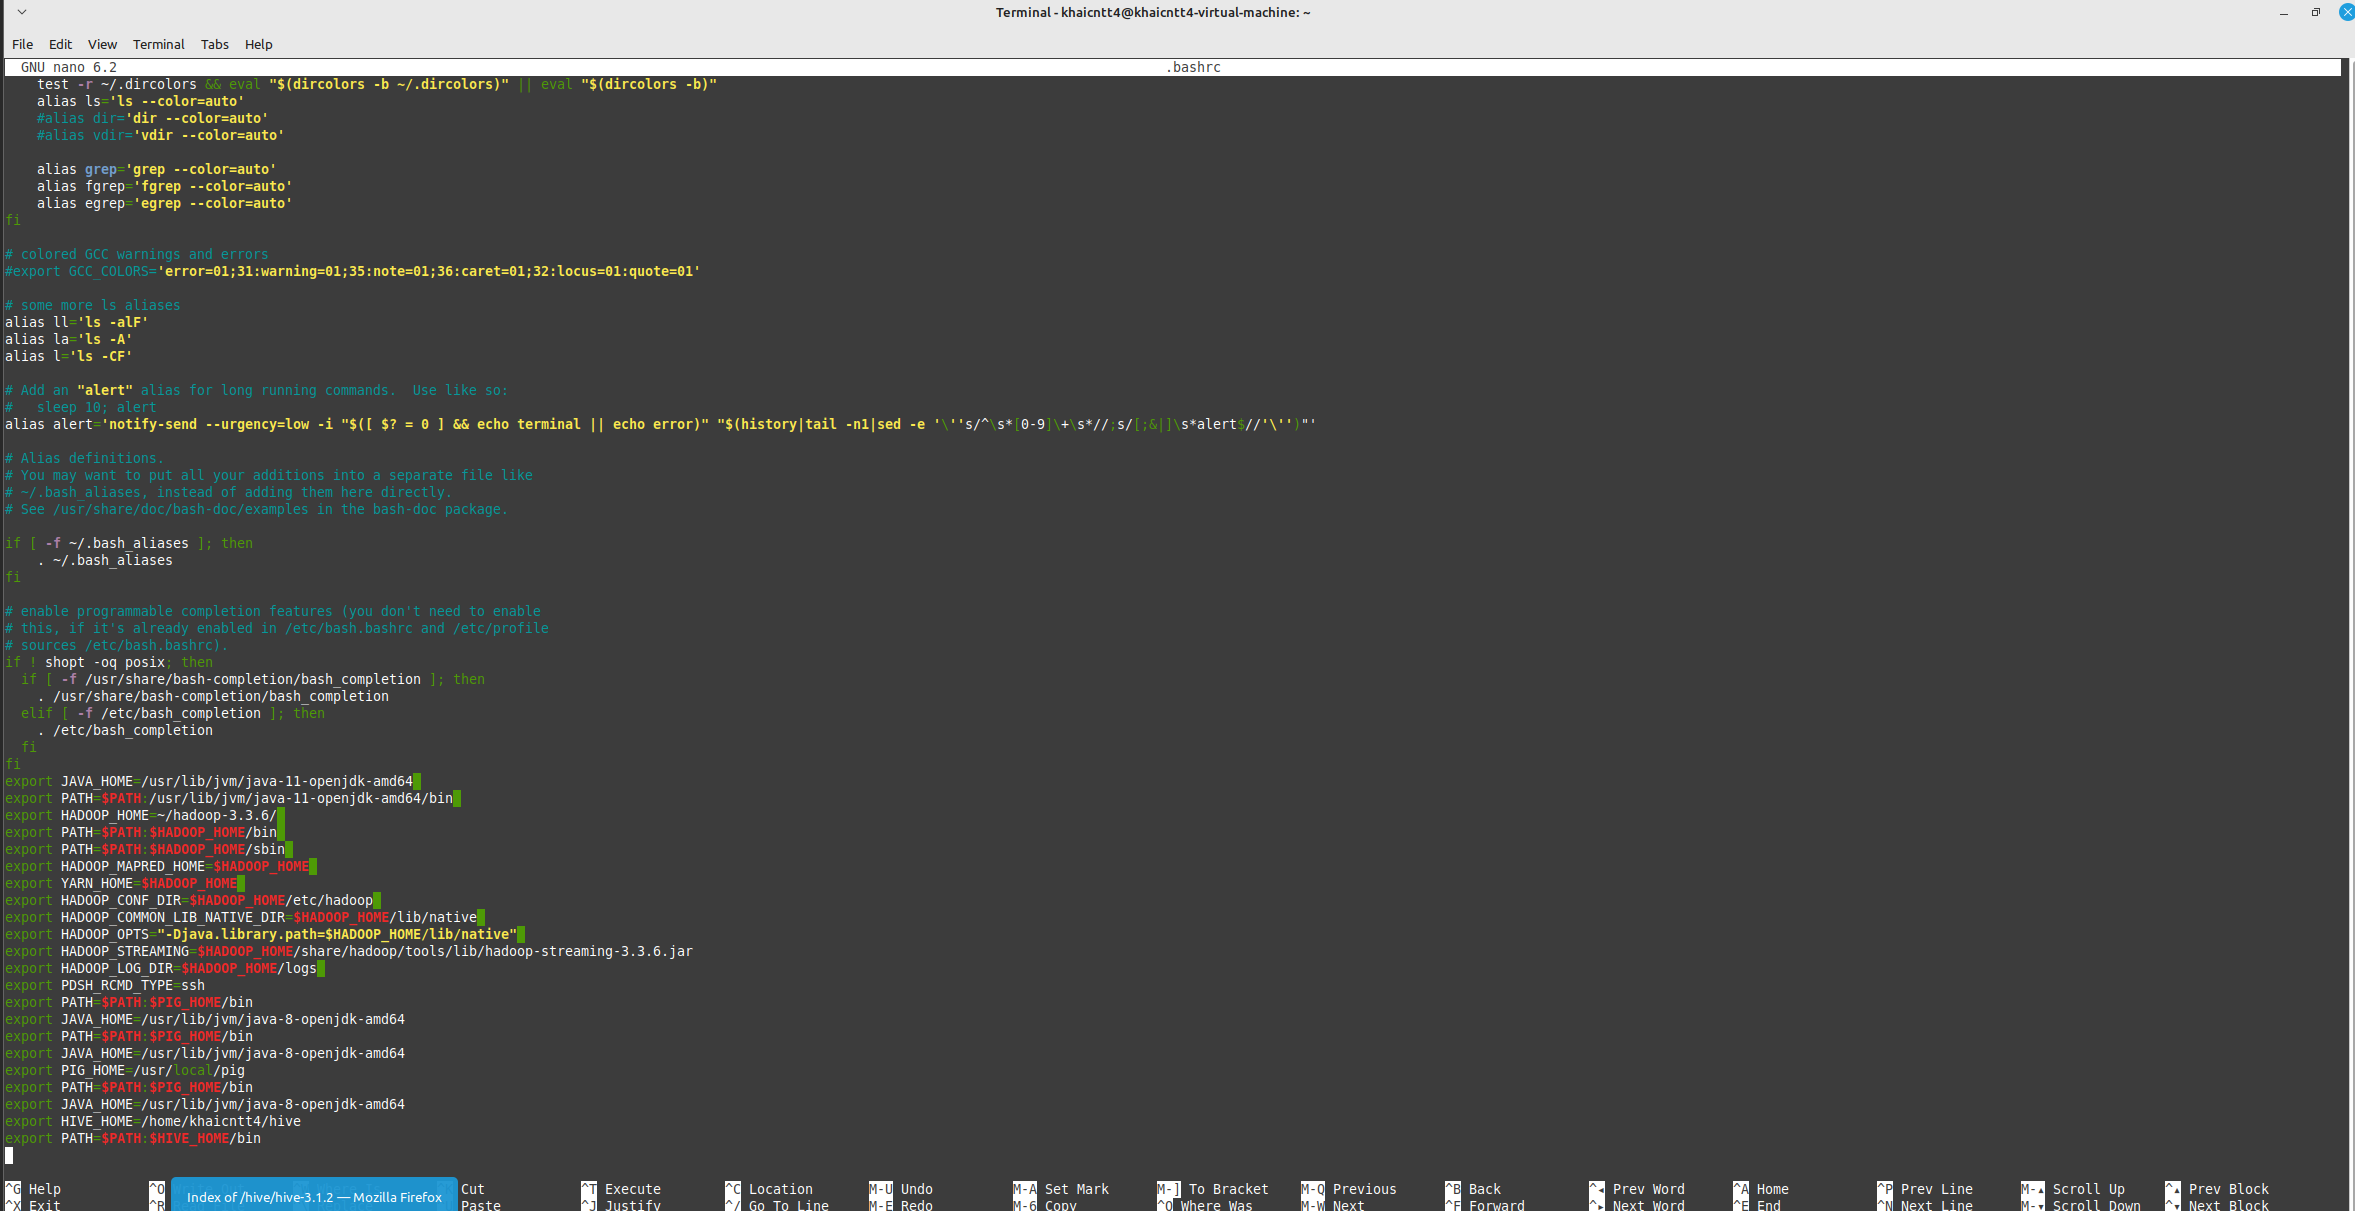 Terminal - khaicntt4@khaicntt4-virtual-machine: ~
File Edit View Terminal Tabs Help
GNU nano 6.2 .bashrc
    test -r ~/.dircolors && eval "$(dircolors -b ~/.dircolors)" || eval "$(dircolors -b)"
    alias ls='ls --color=auto'
    #alias dir='dir --color=auto'
    #alias vdir='vdir --color=auto'

    alias grep='grep --color=auto'
    alias fgrep='fgrep --color=auto'
    alias egrep='egrep --color=auto'
fi

# colored GCC warnings and errors
#export GCC_COLORS='error=01;31:warning=01;35:note=01;36:caret=01;32:locus=01:quote=01'

# some more ls aliases
alias ll='ls -alF'
alias la='ls -A'
alias l='ls -CF'

# Add an "alert" alias for long running commands.  Use like so:
#   sleep 10; alert
alias alert='notify-send --urgency=low -i "$([ $? = 0 ] && echo terminal || echo error)" "$(history|tail -n1|sed -e '\''s/^\s*[0-9]\+\s*//;s/[;&|]\s*alert$//'\'')"'

# Alias definitions.
# You may want to put all your additions into a separate file like
# ~/.bash_aliases, instead of adding them here directly.
# See /usr/share/doc/bash-doc/examples in the bash-doc package.

if [ -f ~/.bash_aliases ]; then
    . ~/.bash_aliases
fi

# enable programmable completion features (you don't need to enable
# this, if it's already enabled in /etc/bash.bashrc and /etc/profile
# sources /etc/bash.bashrc).
if ! shopt -oq posix; then
  if [ -f /usr/share/bash-completion/bash_completion ]; then
    . /usr/share/bash-completion/bash_completion
  elif [ -f /etc/bash_completion ]; then
    . /etc/bash_completion
  fi
fi
export JAVA_HOME=/usr/lib/jvm/java-11-openjdk-amd64
export PATH=$PATH:/usr/lib/jvm/java-11-openjdk-amd64/bin
export HADOOP_HOME=~/hadoop-3.3.6/
export PATH=$PATH:$HADOOP_HOME/bin
export PATH=$PATH:$HADOOP_HOME/sbin
export HADOOP_MAPRED_HOME=$HADOOP_HOME
export YARN_HOME=$HADOOP_HOME
export HADOOP_CONF_DIR=$HADOOP_HOME/etc/hadoop
export HADOOP_COMMON_LIB_NATIVE_DIR=$HADOOP_HOME/lib/native
export HADOOP_OPTS="-Djava.library.path=$HADOOP_HOME/lib/native"
export HADOOP_STREAMING=$HADOOP_HOME/share/hadoop/tools/lib/hadoop-streaming-3.3.6.jar
export HADOOP_LOG_DIR=$HADOOP_HOME/logs
export PDSH_RCMD_TYPE=ssh
export PATH=$PATH:$PIG_HOME/bin
export JAVA_HOME=/usr/lib/jvm/java-8-openjdk-amd64
export PATH=$PATH:$PIG_HOME/bin
export JAVA_HOME=/usr/lib/jvm/java-8-openjdk-amd64
export PIG_HOME=/usr/local/pig
export PATH=$PATH:$PIG_HOME/bin
export JAVA_HOME=/usr/lib/jvm/java-8-openjdk-amd64
export HIVE_HOME=/home/khaicntt4/hive
export PATH=$PATH:$HIVE_HOME/bin
^G Help ^O Cut ^T Execute ^C Location M-U Undo M-A Set Mark M-] To Bracket M-Q Previous ^B Back ^◂ Prev Word ^A Home ^P Prev Line M-▴ Scroll Up ^▴ Prev Block
Index of /hive/hive-3.1.2 — Mozilla Firefox
^X Exit ^R Paste ^J Justify ^/ Go To Line M-E Redo M-6 Copy ^Q Where Was M-W Next ^F Forward ^▸ Next Word ^E End ^N Next Line M-▾ Scroll Down ^▾ Next Block